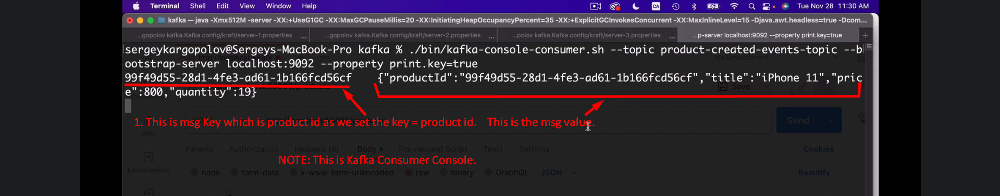 Terminal Shell Edit View Window Help CA Tue Nov 28 11:30 AM
kafka — java -Xmx512M -server -XX:+UseG1GC -XX:MaxGCPauseMillis=20 -XX:InitiatingHeapOccupancyPercent=35 -XX:+ExplicitGCInvokesConcurrent -XX:MaxInlineLevel=15 -Djava.awt.headless=true -Dcom...
...gopolov kafka.Kafka config/kraft/server-1.properties ... ...gopolov kafka.Kafka config/kraft/server-2.properties ... ...polov kafka.Kafka config/kraft/server-3.properties ... ...p-server localhost:9092 --property print.key=true +
sergeykargopolov@Sergeys-MacBook-Pro kafka % ./bin/kafka-console-consumer.sh --topic product-created-events-topic --b
No Environment
ootstrap-server localhost:9092 --property print.key=true
99f49d55-28d1-4fe3-ad61-1b166fcd56cf {"productId":"99f49d55-28d1-4fe3-ad61-1b166fcd56cf","title":"iPhone 11","pric
Save
e":800,"quantity":19}
1. This is msg Key which is product id as we set the key = product id. This is the msg value.
Send
APIs
Params Authorization Headers (8) Body Pre-request Script Tests Settings Cookies
NOTE: This is Kafka Consumer Console.
Environments
none form-data x-www-form-urlencoded raw binary GraphQL JSON Beautify